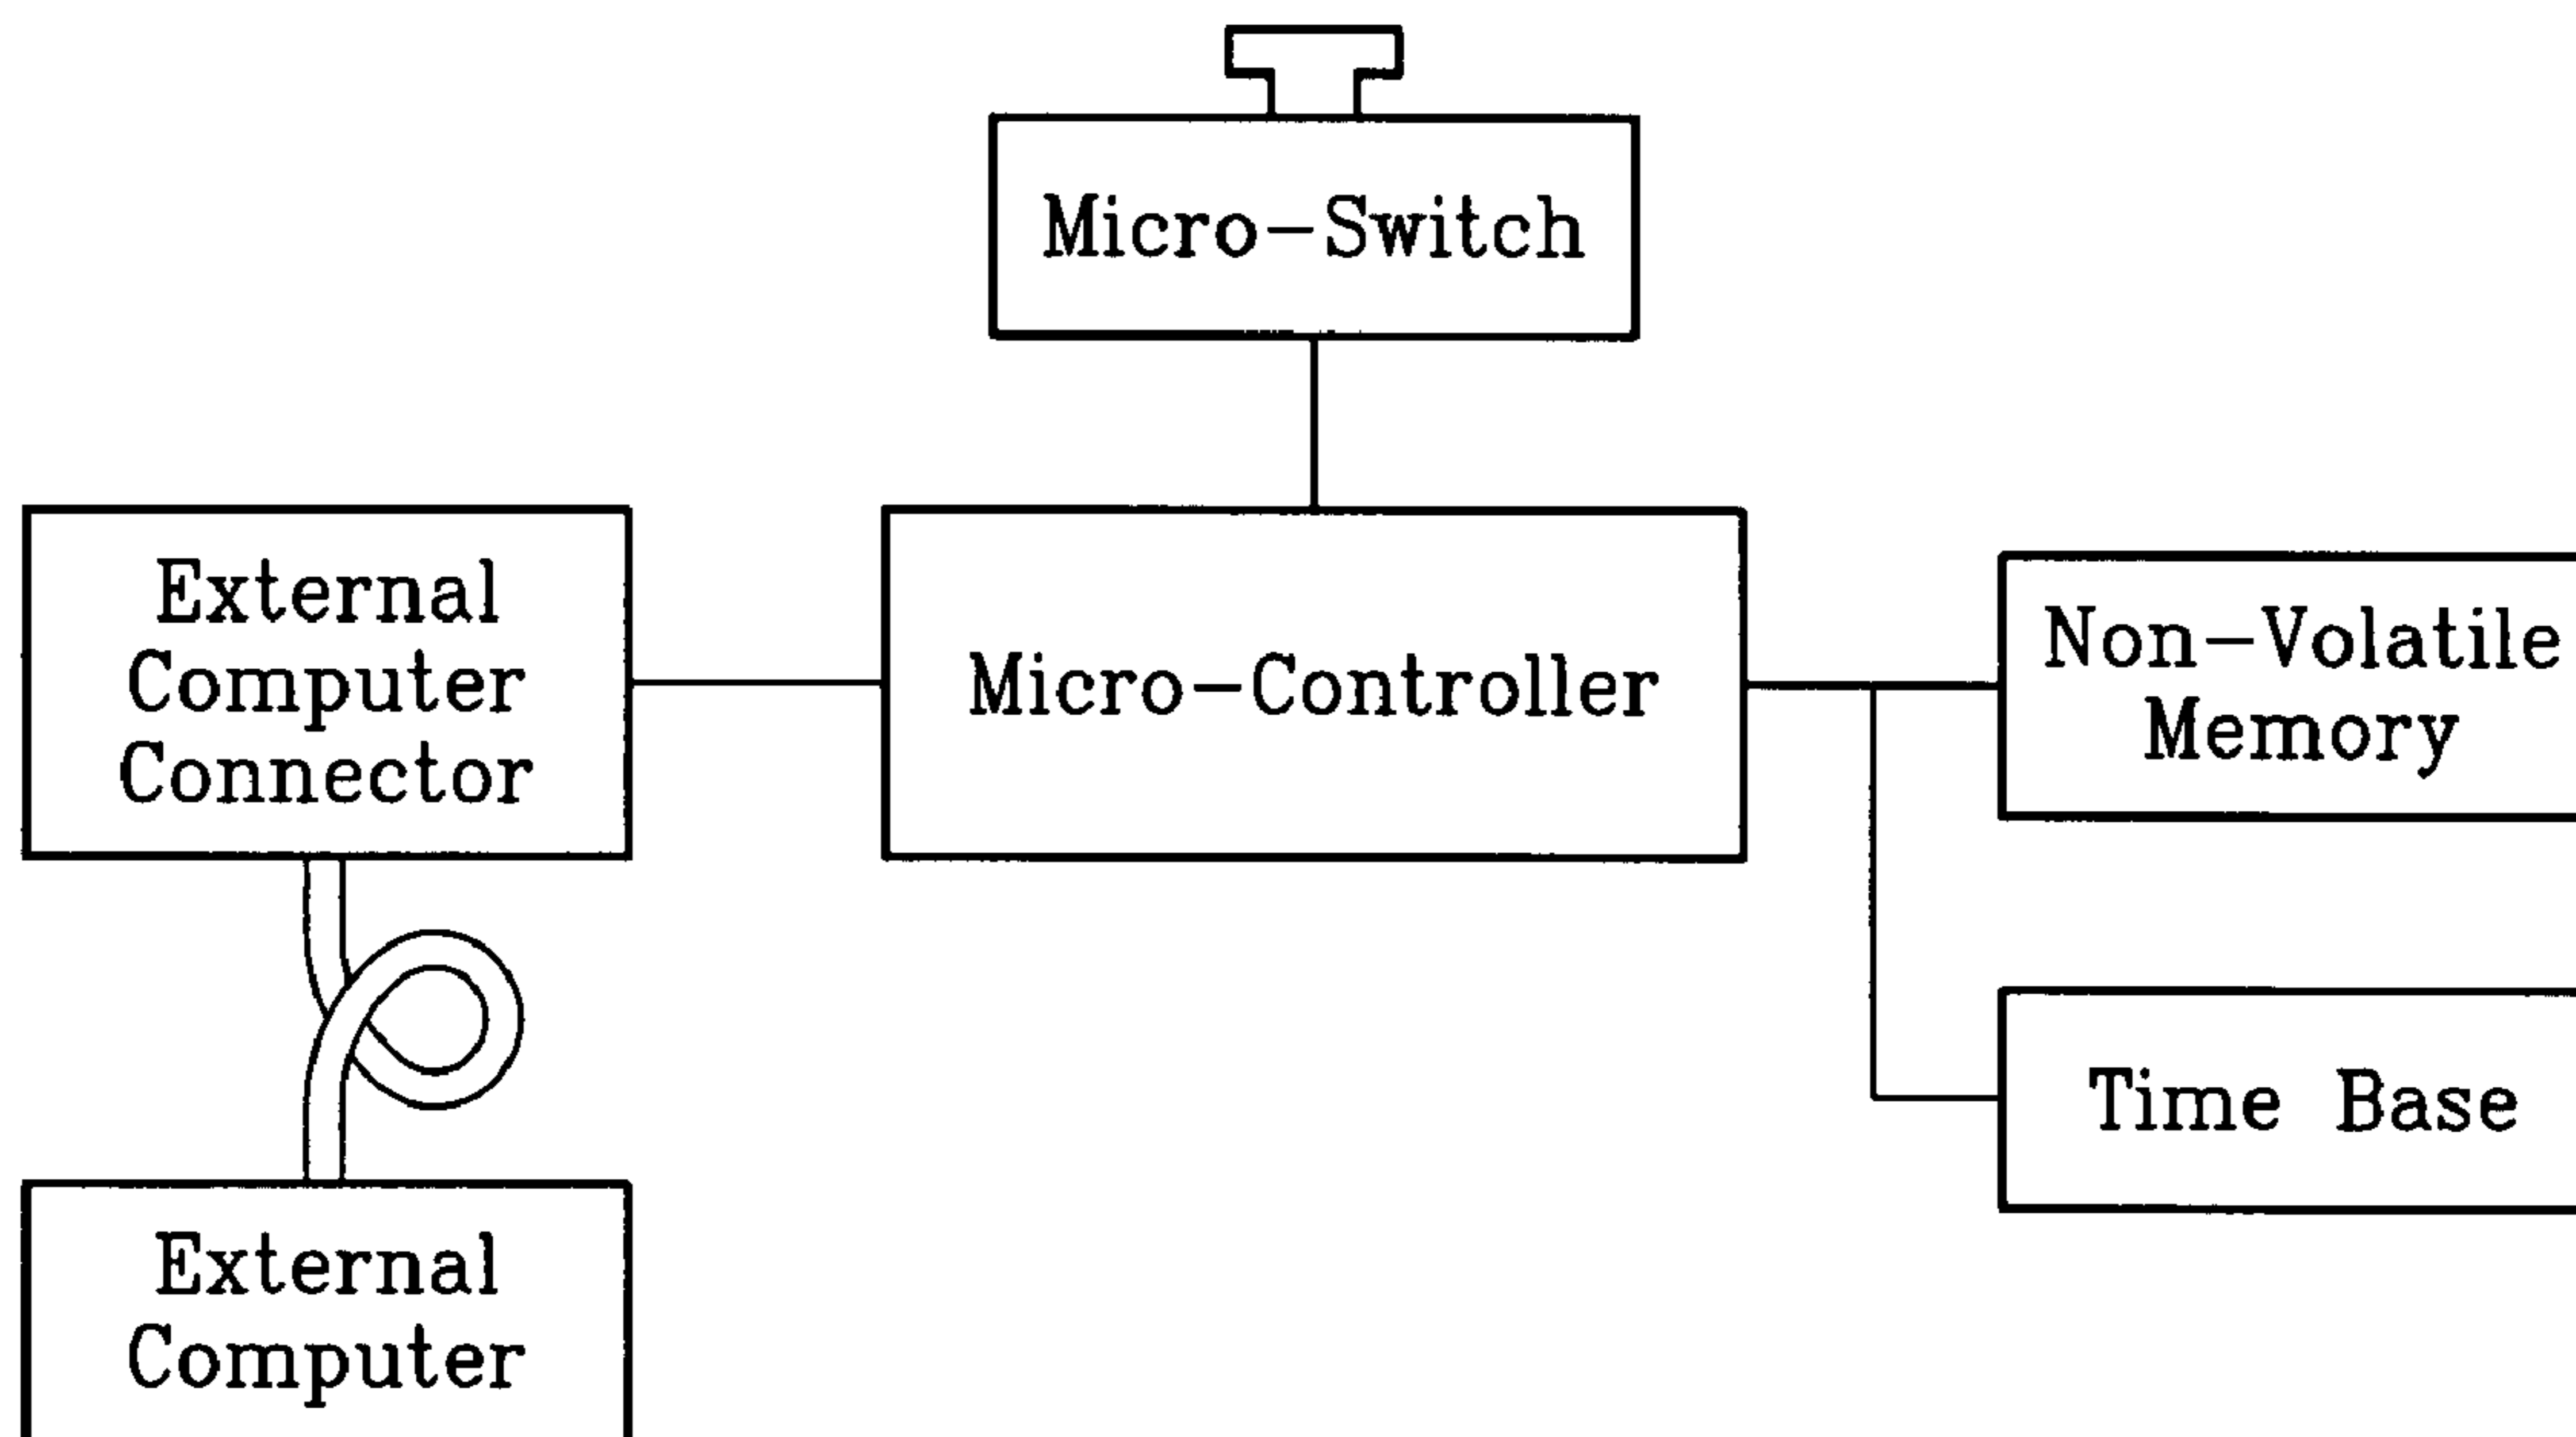 Micro-Switch
External
Computer
Connector
Micro-Controller
Non-Volatile
Memory
Time Base
External
Computer